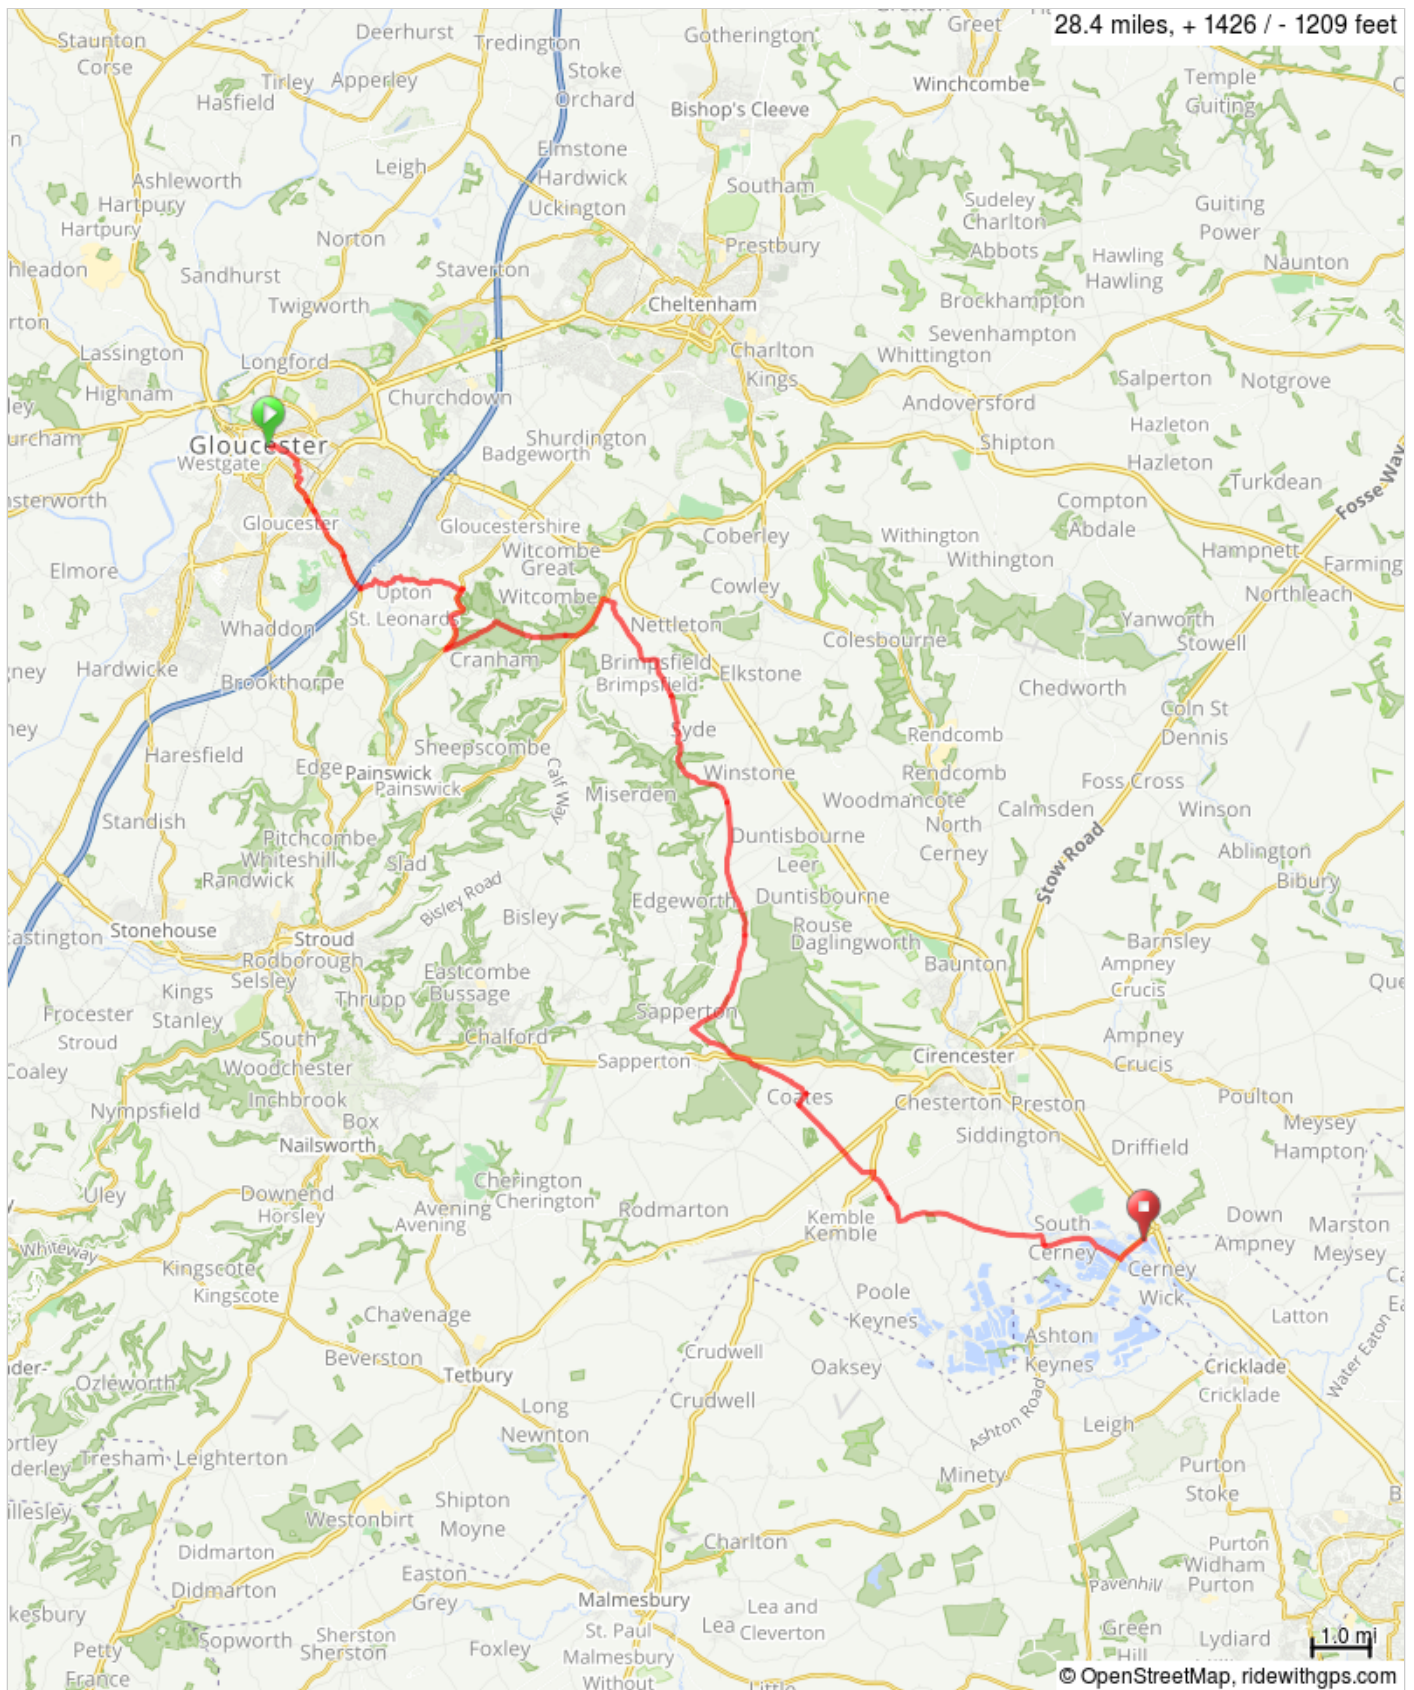 28.4 miles, + 1426 / - 1209 feet
Deerhurst
Greet
Staunton
Corse
Tredington
Gotherington
Tirley
Apperley
Stoke
Orchard
Winchcombe
Temple
Guiting
Hasfield
Bishop's Cleeve
Leigh
Elmstone
Hardwick
Ashleworth
Southam
Hartpury
Uckington
Sudeley
Charlton
Abbots
Guiting
Power
Hartpury
Norton
Prestbury
Hawling
Hawling
Naunton
Sandhurst
Staverton
Twigworth
Cheltenham
Brockhampton
Sevenhampton
Lassington
Longford
Charlton
Kings
Whittington
Highnam
Churchdown
Salperton
Notgrove
Andoversford
Gloucester
Westgate
Shurdington
Badgeworth
Shipton
Hazleton
Hazleton
Turkdean
Fosse Way
Gloucester
Gloucestershire
Compton
Abdale
Coberley
Withington
Withington
Witcombe
Great
Witcombe
Hampnett
Farming
Elmore
Cowley
Northleach
Upton
St. Leonards
Whaddon
Nettleton
Colesbourne
Yanworth
Stowell
Hardwicke
Cranham
Brimpsfield
Brimpsfield
Elkstone
Chedworth
Brookthorpe
Coln St
Dennis
Syde
Rendcomb
Haresfield
Sheepscombe
Edge
Painswick
Painswick
Calf Way
Winstone
Rendcomb
Foss Cross
Miserden
Woodmancote
Calmsden
Winson
Standish
North
Cerney
Pitchcombe
Whiteshill
Randwick
Slad
Duntisbourne
Leer
Stow Road
Ablington
Bibury
Bisley Road
Edgeworth
Duntisbourne
Rouse
Bisley
Stonehouse
Stroud
Daglingworth
Barnsley
Rodborough
Selsley
Baunton
Ampney
Crucis
Kings
Stanley
Eastcombe
Bussage
Thrupp
Frocester
Stroud
Sapperton
Ampney
Crucis
South
Woodchester
Chalford
Sapperton
Cirencester
Nympsfield
Inchbrook
Box
Coates
Chesterton
Preston
Poulton
Meysey
Hampton
Nailsworth
Siddington
Driffield
Uley
Downend
Horsley
Cherington
Cherington
Avening
Avening
Rodmarton
Kemble
Kemble
South
Cerney
Down
Ampney
Marston
Meysey
Whiteway
Kingscote
Kingscote
Cerney
Wick
Poole
Keynes
Latton
Chavenage
Water Eaton
Crudwell
Oaksey
Ashton
Keynes
Cricklade
Cricklade
Beverston
Tetbury
Ozleworth
Crudwell
Ashton Road
Long
Newnton
Leigh
Tresham
Leighterton
Minety
Purton
Stoke
Shipton
Moyne
Westonbirt
Charlton
Purton
Widham
Purton
Didmarton
Didmarton
Easton
Grey
Pavenhill
Malmesbury
Lea and
Cleverton
St. Paul
Malmesbury
Without
Lea
Green
Hill
Lydiard
Sopworth
Sherston
Sherston
Foxley
Petty
France
1.0 mi
© OpenStreetMap, ridewithgps.com